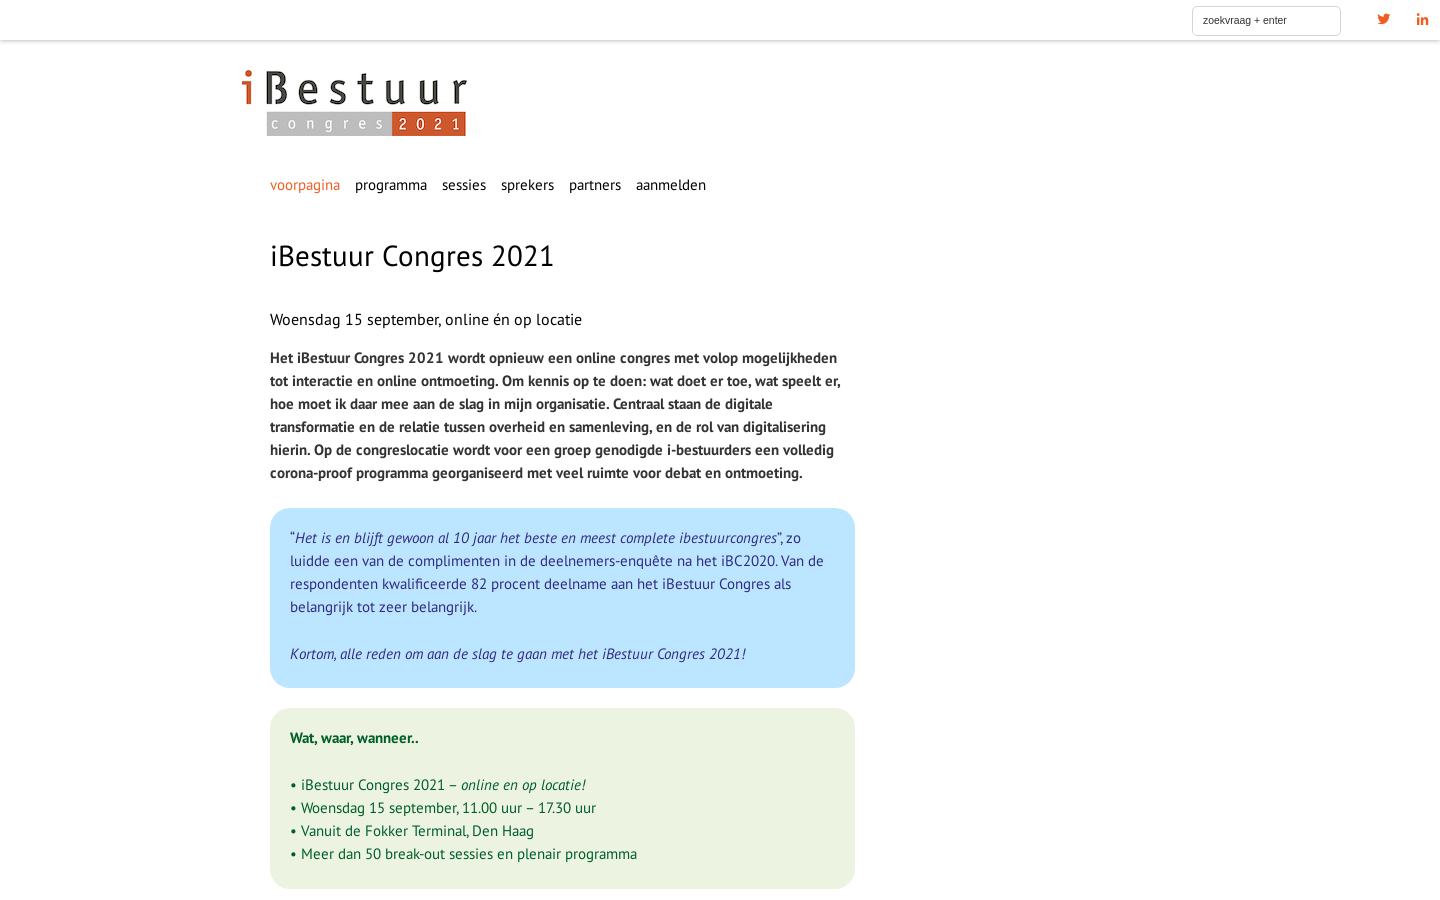 zoekvraag + enter
iBestuur
congres 2021
voorpagina programma sessies sprekers partners aanmelden
iBestuur Congres 2021
Woensdag 15 september, online én op locatie
Het iBestuur Congres 2021 wordt opnieuw een online congres met volop mogelijkheden
tot interactie en online ontmoeting. Om kennis op te doen: wat doet er toe, wat speelt er,
hoe moet ik daar mee aan de slag in mijn organisatie. Centraal staan de digitale
transformatie en de relatie tussen overheid en samenleving, en de rol van digitalisering
hierin. Op de congreslocatie wordt voor een groep genodigde i-bestuurders een volledig
corona-proof programma georganiseerd met veel ruimte voor debat en ontmoeting.
“Het is en blijft gewoon al 10 jaar het beste en meest complete ibestuurcongres”, zo
luidde een van de complimenten in de deelnemers-enquête na het iBC2020. Van de
respondenten kwalificeerde 82 procent deelname aan het iBestuur Congres als
belangrijk tot zeer belangrijk.
Kortom, alle reden om aan de slag te gaan met het iBestuur Congres 2021!
Wat, waar, wanneer..
• iBestuur Congres 2021 – online en op locatie!
• Woensdag 15 september, 11.00 uur – 17.30 uur
• Vanuit de Fokker Terminal, Den Haag
• Meer dan 50 break-out sessies en plenair programma